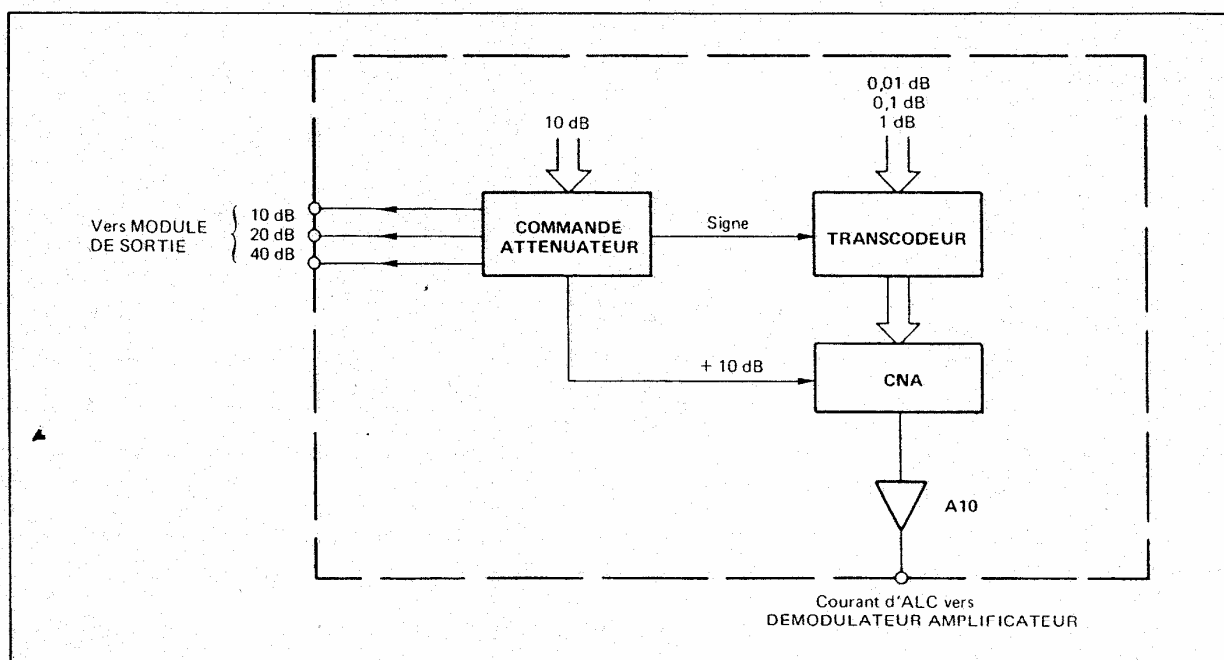 0,01 dB
0,1 dB
1 dB
10 dB
Vers MODULE
DE SORTIE
10 dB
20 dB
40 dB
COMMANDE
ATTENUATEUR
Signe
TRANSCODEUR
+ 10 dB
CNA
A10
Courant d'ALC vers
DEMODULATEUR AMPLIFICATEUR